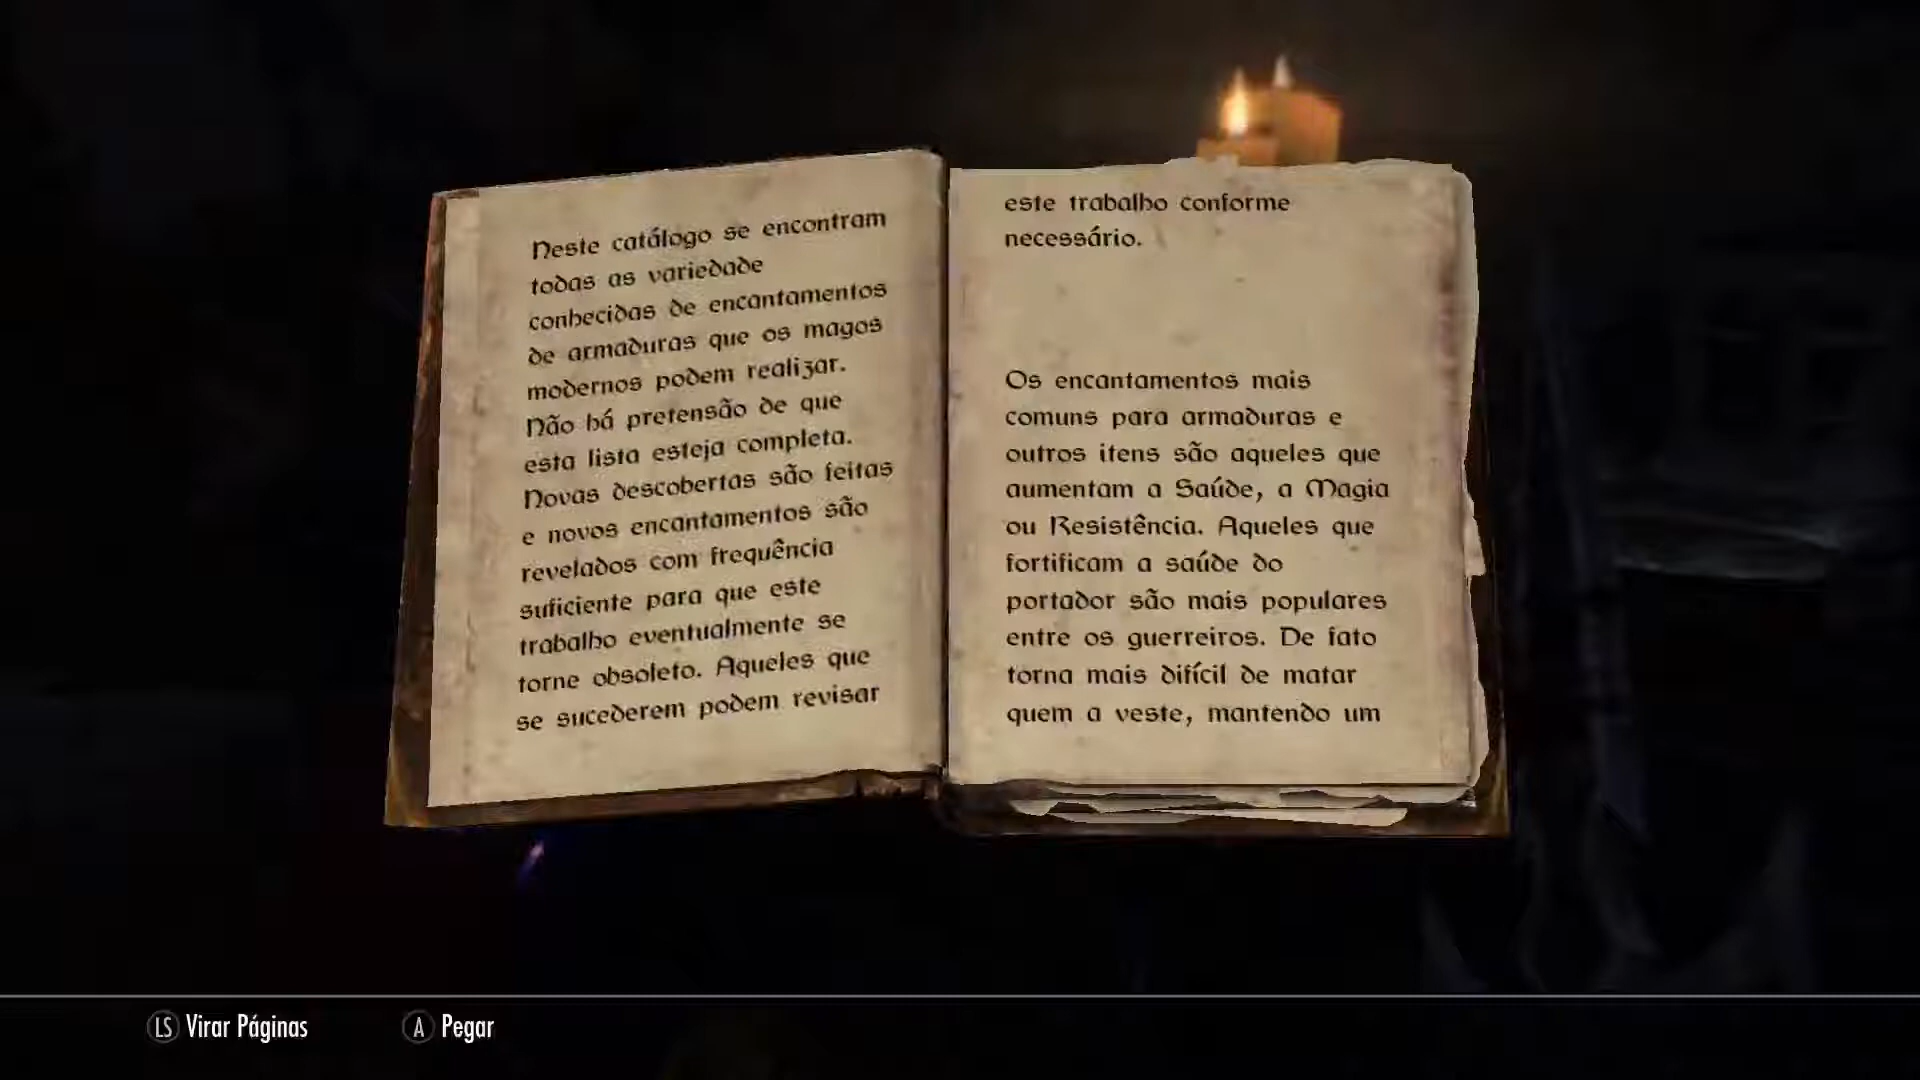 Neste catálogo se encontram
todas as variedade
conhecidas de encantamentos
de armaduras que os magos
modernos podem realizar.
Não há pretensão de que
esta lista esteja completa.
Novas descobertas são feitas
e novos encantamentos são
revelados com frequência
suficiente para que este
trabalho eventualmente se
torne obsoleto. Aqueles que
se sucederem podem revisar
este trabalho conforme
necessário.
Os encantamentos mais
comuns para armaduras e
outros itens são aqueles que
aumentam a Saúde, a Magia
ou Resistência. Aqueles que
fortificam a saúde do
portador são mais populares
entre os guerreiros. De fato
torna mais difícil de matar
quem a veste, mantendo um
LS Virar Páginas
A Pegar